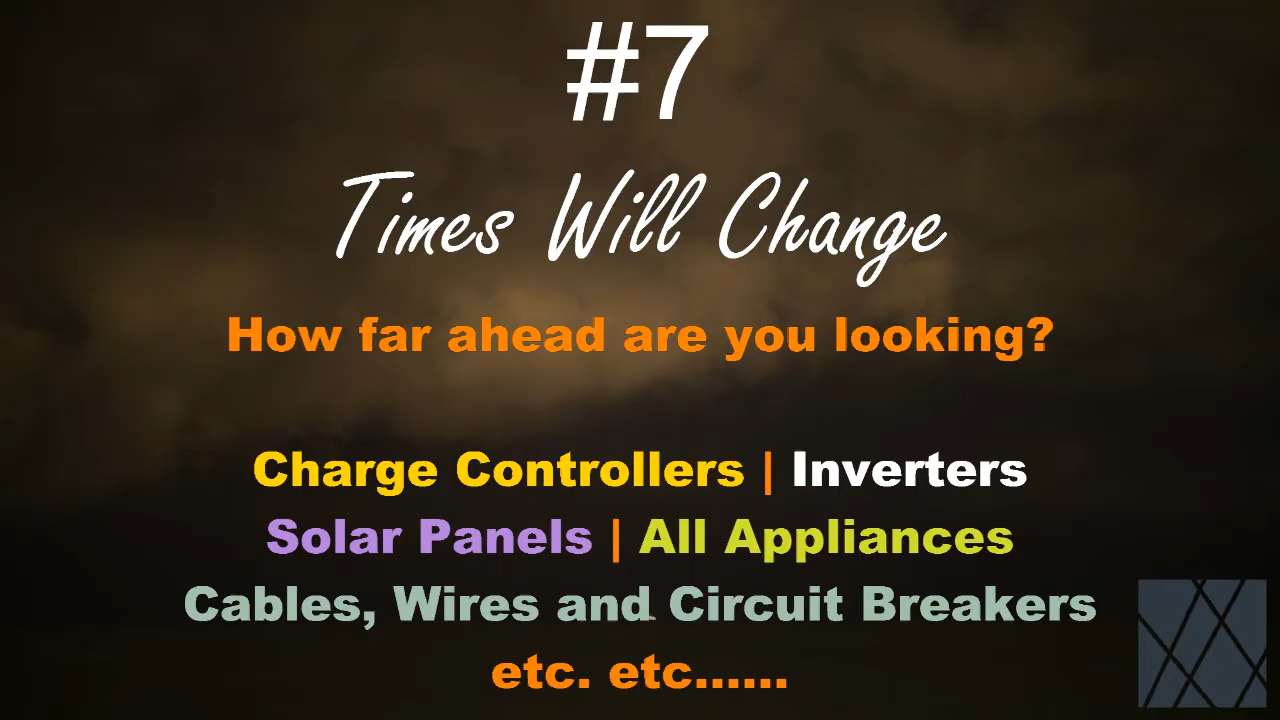 #7
Times Will Change
How far ahead are you looking?
Charge Controllers | Inverters
Solar Panels | All Appliances
Cables, Wires and Circuit Breakers
etc. etc......